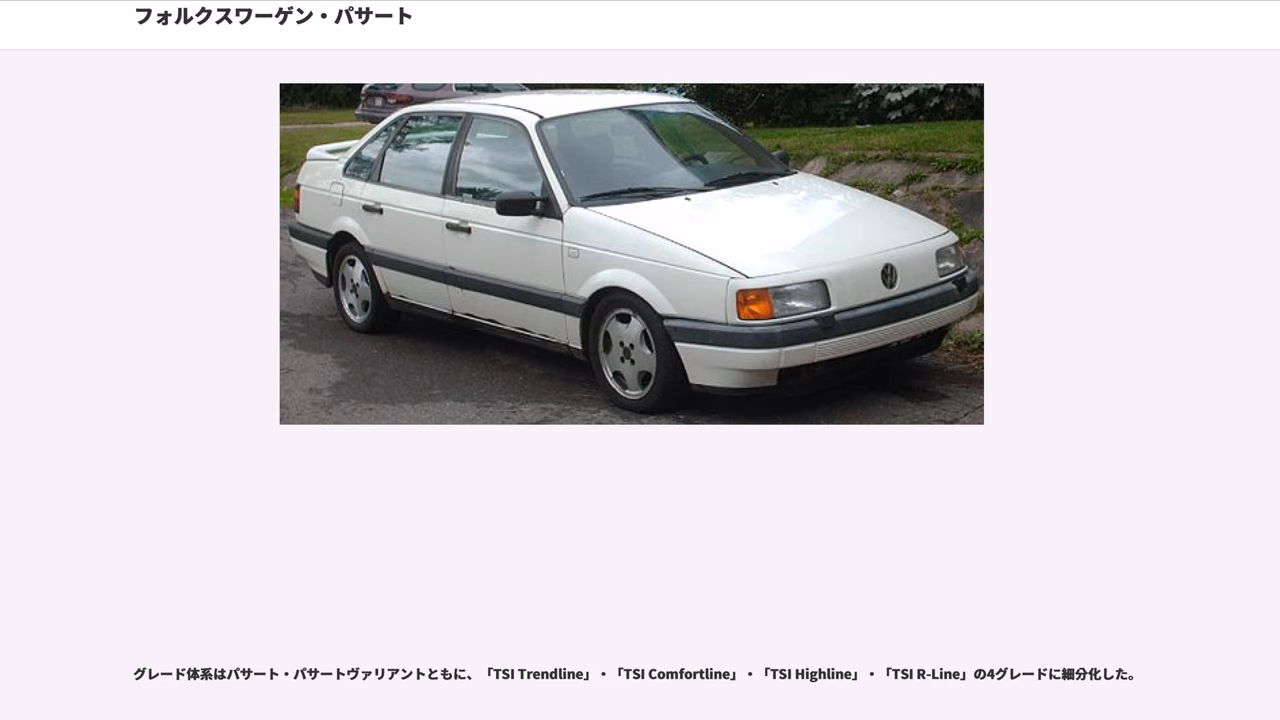 フォルクスワーゲン・パサート
グレード体系はパサート・パサートヴァリアントともに、「TSI Trendline」・「TSI Comfortline」・「TSI Highline」・「TSI R-Line」の4グレードに細分化した。